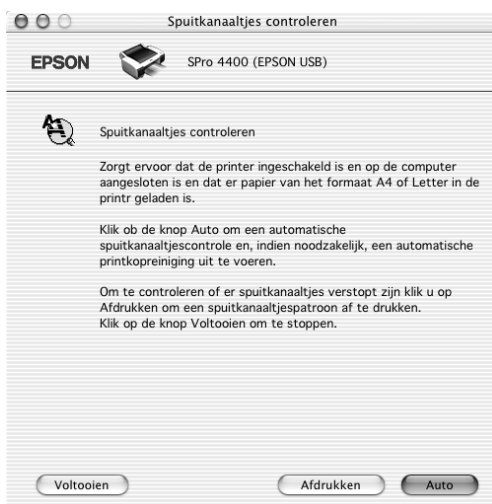 Spuitkanaaltjes controleren
EPSON
SPro 4400 (EPSON USB)
Spuitkanaaltjes controleren
Zorgt ervoor dat de printer ingeschakeld is en op de computer
aangesloten is en dat er papier van het formaat A4 of Letter in de
printr geladen is.
Klik ob de knop Auto om een automatische
spuitkanaaltjescontrole en, indien noodzakelijk, een automatische
printkopreiniging uit te voeren.
Om te controleren of er spuitkanaaltjes verstopt zijn klik u op
Afdrukken om een spuitkanaaltjespatroon af te drukken.
Klik op de knop Voltooien om te stoppen.
Voltooien
Afdrukken
Auto